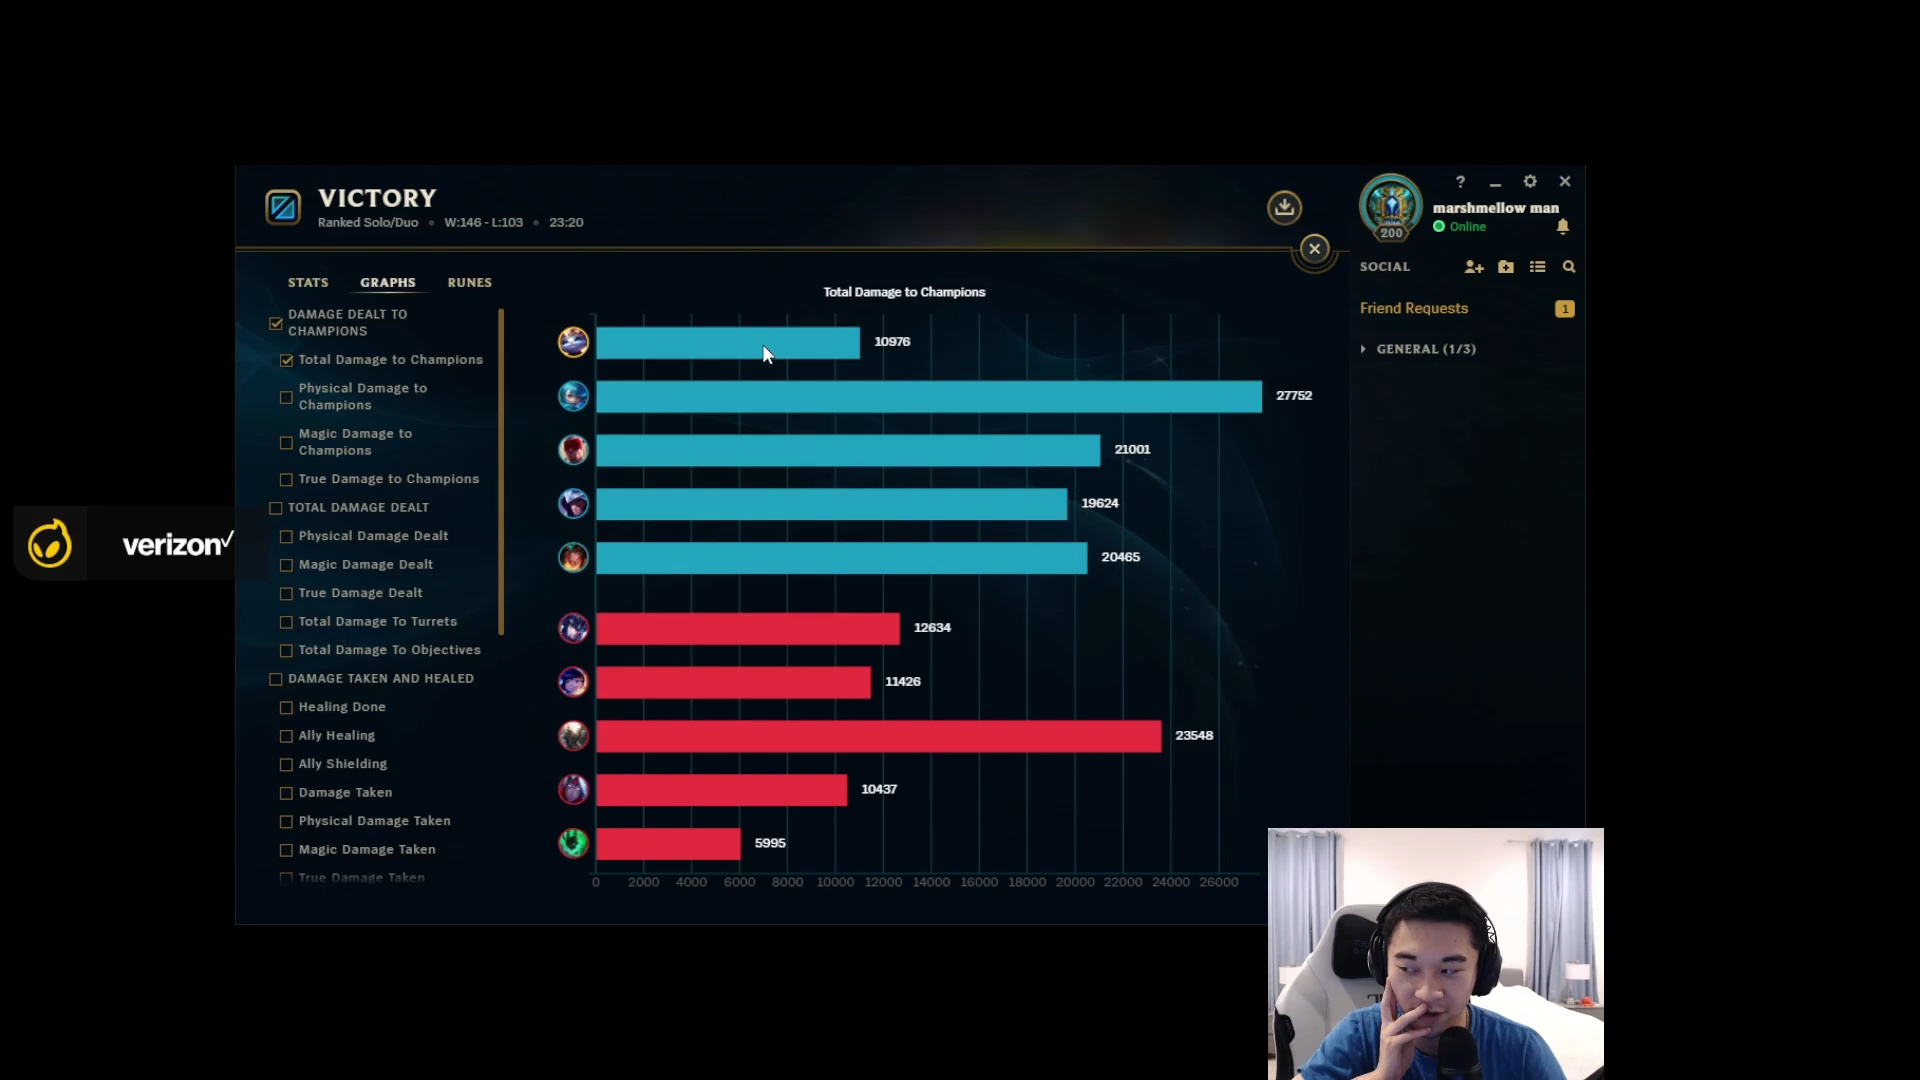 VICTORY
Ranked Solo/Duo • W:146 - L:103 • 23:20
? 
marshmellow man
Online
200
SOCIAL
Friend Requests 1
GENERAL (1/3)
STATS GRAPHS RUNES
DAMAGE DEALT TO
CHAMPIONS
Total Damage to Champions
Physical Damage to
Champions
Magic Damage to
Champions
True Damage to Champions
TOTAL DAMAGE DEALT
Physical Damage Dealt
Magic Damage Dealt
True Damage Dealt
Total Damage To Turrets
Total Damage To Objectives
DAMAGE TAKEN AND HEALED
Healing Done
Ally Healing
Ally Shielding
Damage Taken
Physical Damage Taken
Magic Damage Taken
True Damage Taken
Total Damage to Champions
10976
27752
21001
19624
20465
12634
11426
23548
10437
5995
0 2000 4000 6000 8000 10000 12000 14000 16000 18000 20000 22000 24000 26000
verizon✓